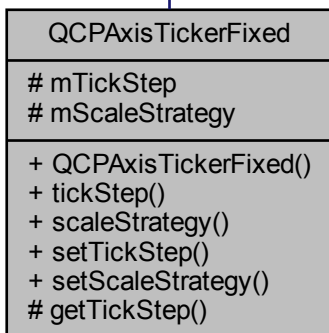 QCPAxisTickerFixed
# mTickStep
# mScaleStrategy
+ QCPAxisTickerFixed()
+ tickStep()
+ scaleStrategy()
+ setTickStep()
+ setScaleStrategy()
# getTickStep()